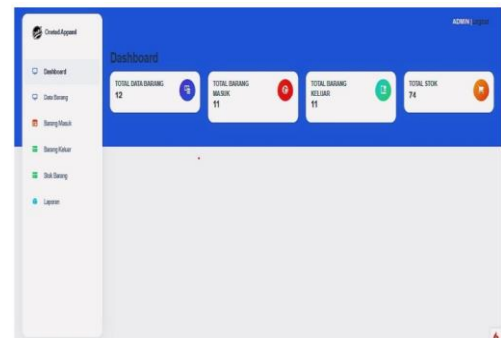 ADMIN | Logout
Created Apparel
Dashboard
Dashboard
Data Barang
Barang Masuk
Barang Keluar
Stok Barang
Laporan
TOTAL DATA BARANG
12
TOTAL BARANG
MASUK
11
TOTAL BARANG
KELUAR
11
TOTAL STOK
74